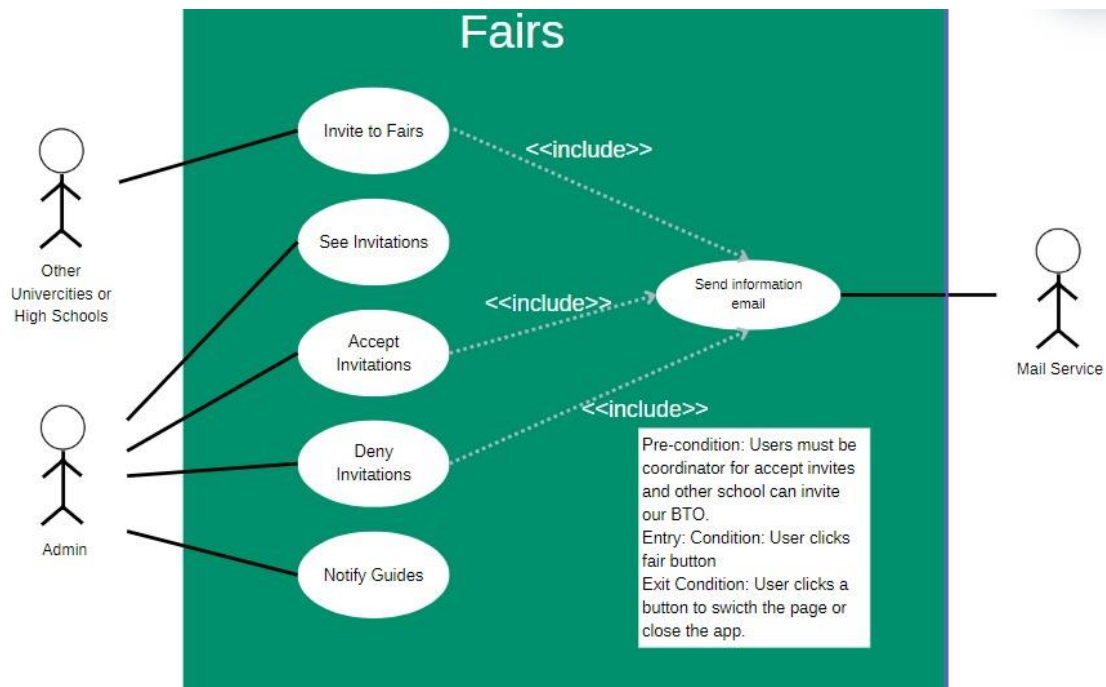 Fairs
Invite to Fairs
<<include>>
See Invitations
Other
Univercities or
High Schools
Send information
email
<<include>>
Accept
Invitations
Mail Service
<<include>>
Deny
Invitations
Admin
Notify Guides
Pre-condition: Users must be
coordinator for accept invites
and other school can invite
our BTO.
Entry: Condition: User clicks
fair button
Exit Condition: User clicks a
button to swicth the page or
close the app.